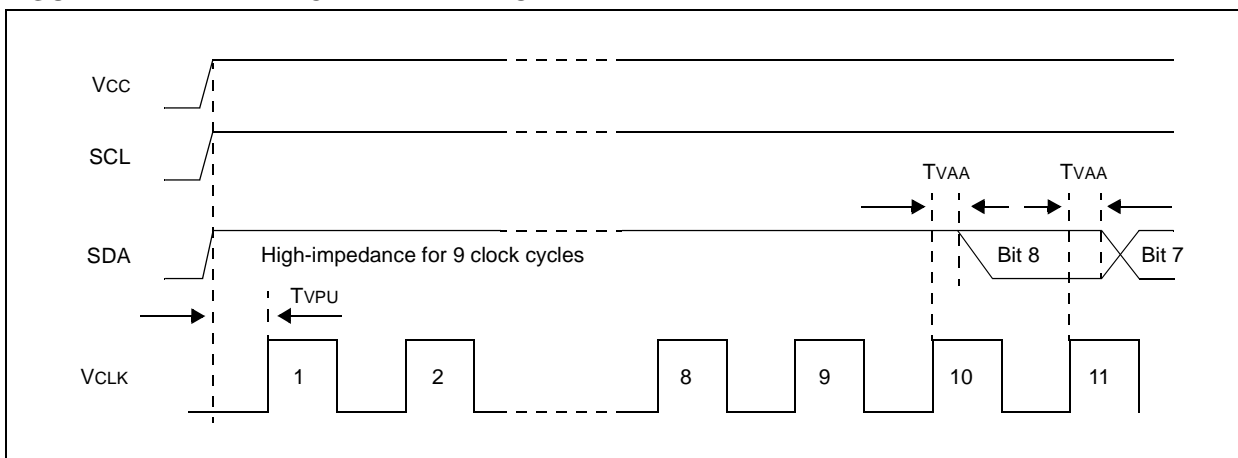 Vcc
SCL
TVAA TVAA
SDA High-impedance for 9 clock cycles Bit 8 Bit 7
TVPU
VCLK 1 2 8 9 10 11